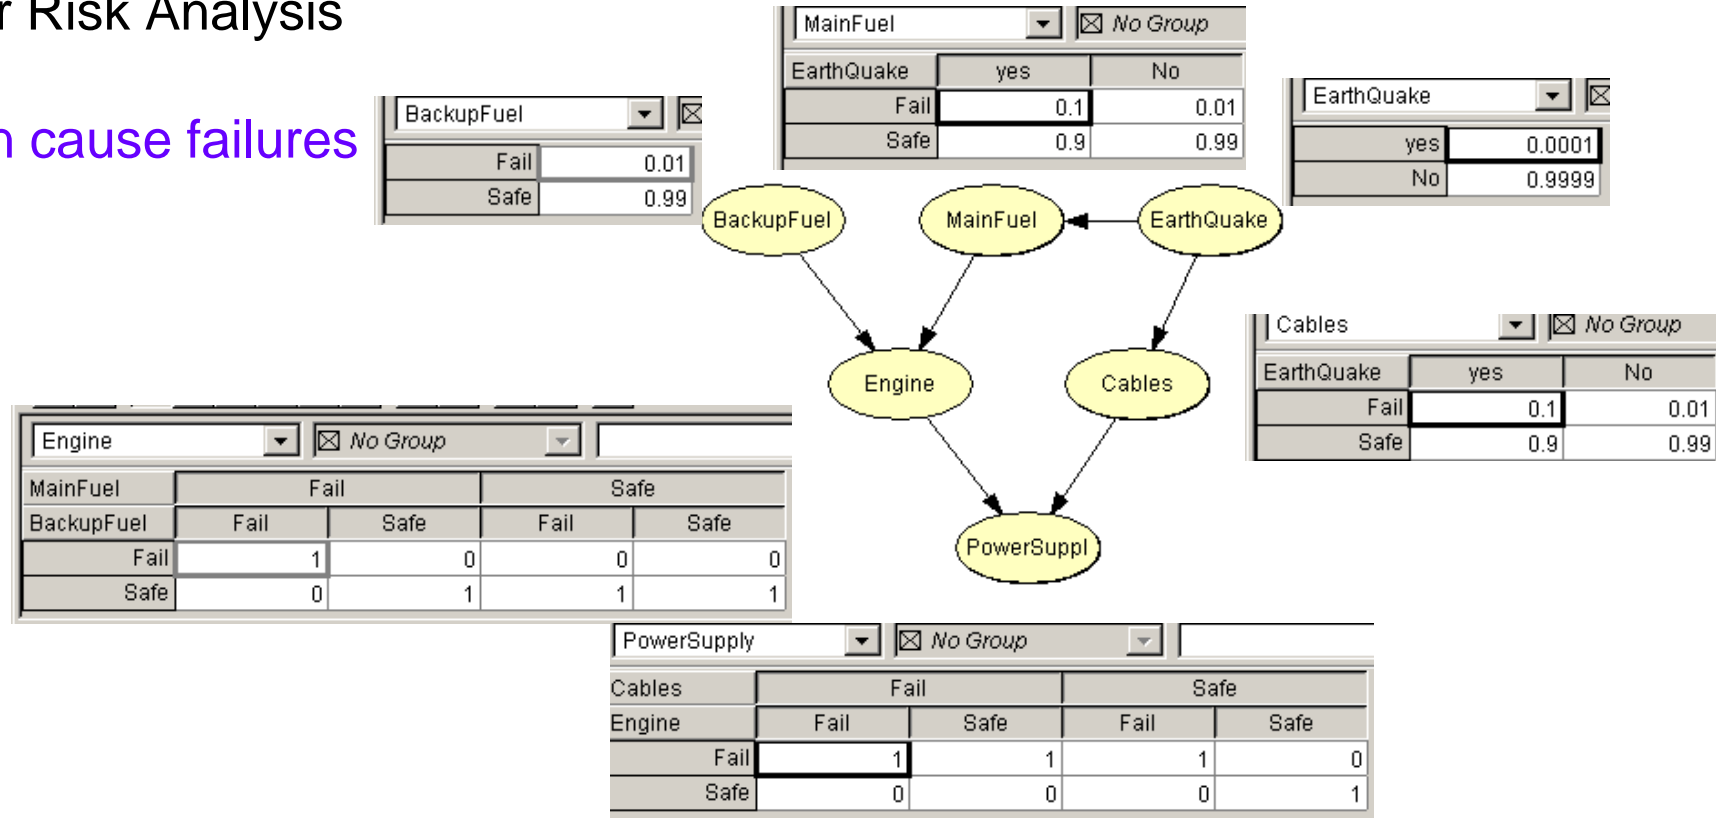 r Risk Analysis
n cause failures
BackupFuel
Fail 0.01
Safe 0.99
MainFuel No Group
EarthQuake yes No
Fail 0.1 0.01
Safe 0.9 0.99
EarthQuake
yes 0.0001
No 0.9999
BackupFuel MainFuel EarthQuake
Engine Cables
PowerSuppl
Cables No Group
EarthQuake yes No
Fail 0.1 0.01
Safe 0.9 0.99
Engine No Group
MainFuel Fail Safe
BackupFuel Fail Safe Fail Safe
Fail 1 0 0 0
Safe 0 1 1 1
PowerSupply No Group
Cables Fail Safe
Engine Fail Safe Fail Safe
Fail 1 1 1 0
Safe 0 0 0 1